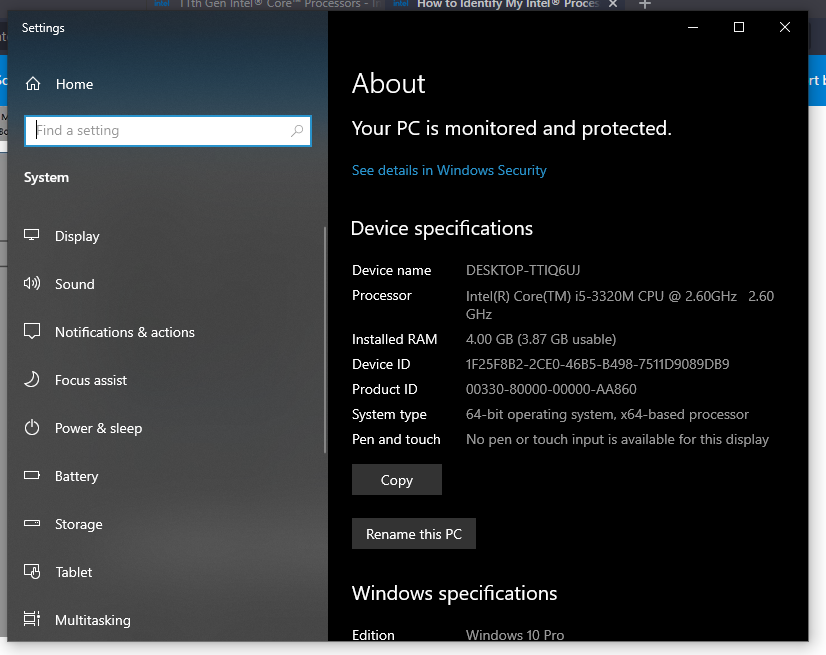 11th Gen Intel® Core™ Processors - In
How to Identify My Intel® Proces
Settings
Home
Find a setting
System
Display
Sound
Notifications & actions
Focus assist
Power & sleep
Battery
Storage
Tablet
Multitasking
About
Your PC is monitored and protected.
See details in Windows Security
Device specifications
Device name DESKTOP-TTIQ6UJ
Processor Intel(R) Core(TM) i5-3320M CPU @ 2.60GHz 2.60
GHz
Installed RAM 4.00 GB (3.87 GB usable)
Device ID 1F25F8B2-2CE0-46B5-B498-7511D9089DB9
Product ID 00330-80000-00000-AA860
System type 64-bit operating system, x64-based processor
Pen and touch No pen or touch input is available for this display
Copy
Rename this PC
Windows specifications
Edition Windows 10 Pro